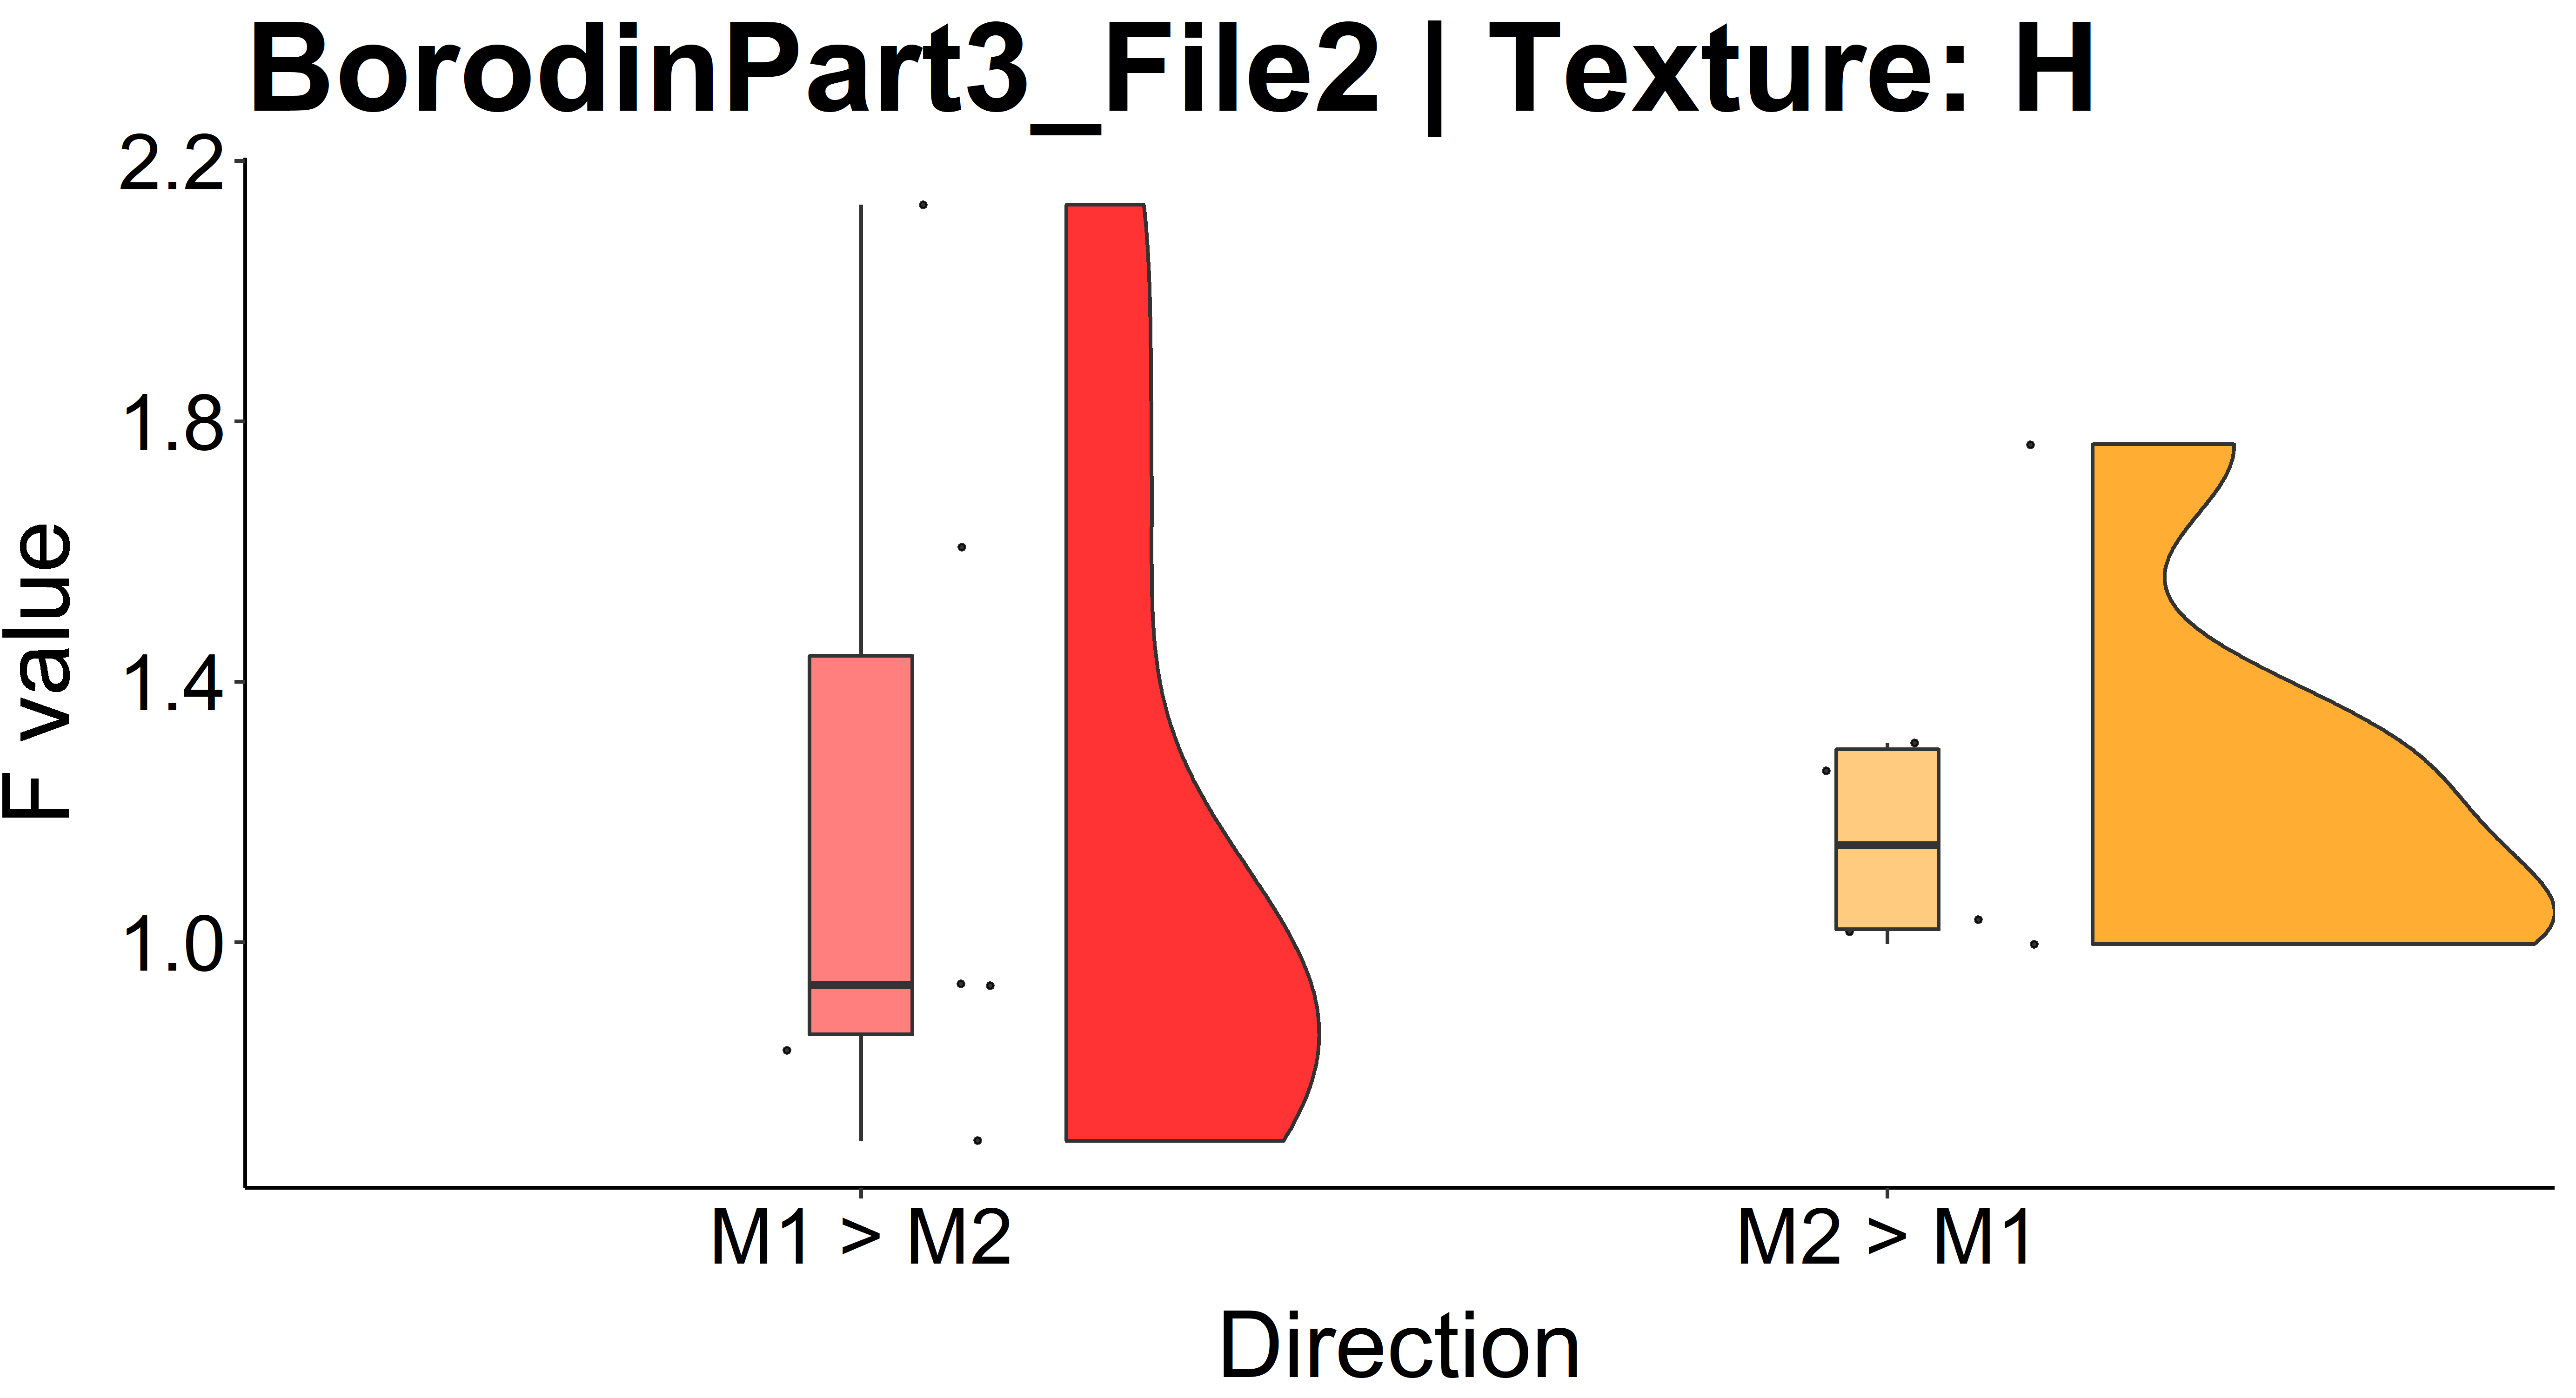 BorodinPart3_File2 | Texture: H
2.2
1.8
1.4
1.0
F value
M1 > M2
M2 > M1
Direction